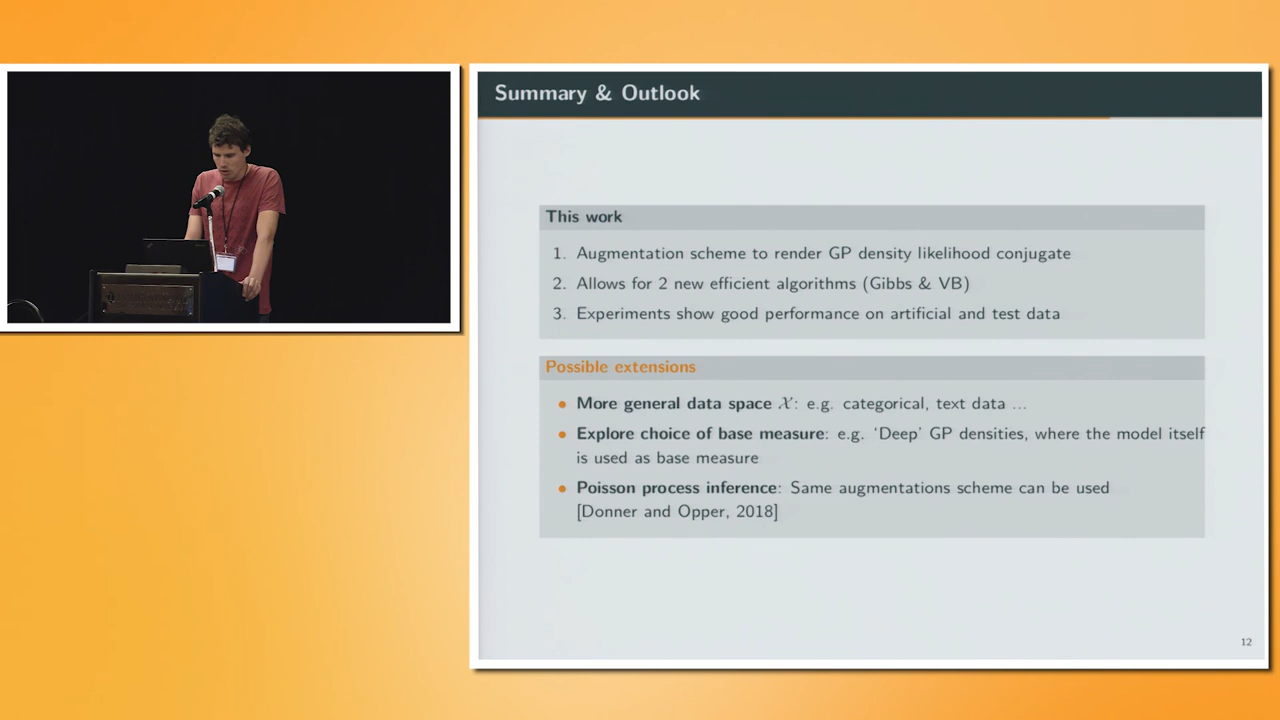 Summary & Outlook
This work
1. Augmentation scheme to render GP density likelihood conjugate
2. Allows for 2 new efficient algorithms (Gibbs & VB)
3. Experiments show good performance on artificial and test data
Possible extensions
• More general data space 𝒳: e.g. categorical, text data ...
• Explore choice of base measure: e.g. ‘Deep’ GP densities, where the model itself
is used as base measure
• Poisson process inference: Same augmentations scheme can be used
[Donner and Opper, 2018]
12